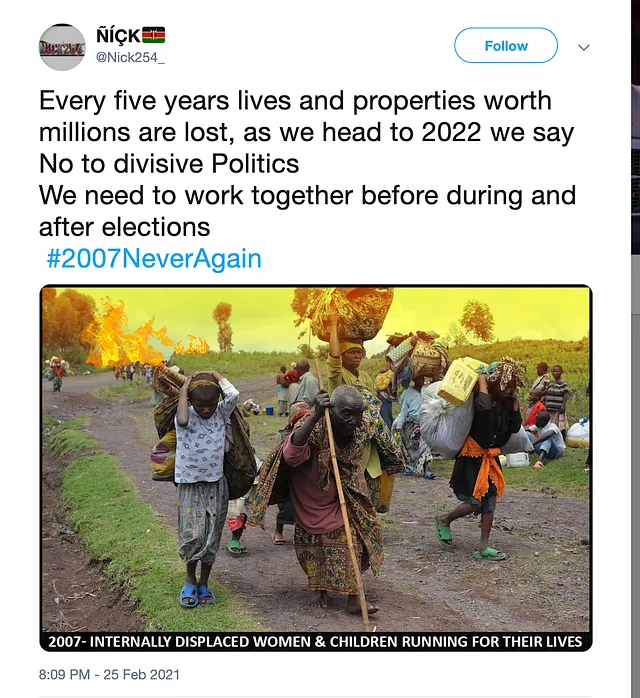 ÑÍÇK🇰🇪
@Nick254_
Follow
Every five years lives and properties worth
millions are lost, as we head to 2022 we say
No to divisive Politics
We need to work together before during and
after elections
#2007NeverAgain
2007- INTERNALLY DISPLACED WOMEN & CHILDREN RUNNING FOR THEIR LIVES
8:09 PM - 25 Feb 2021